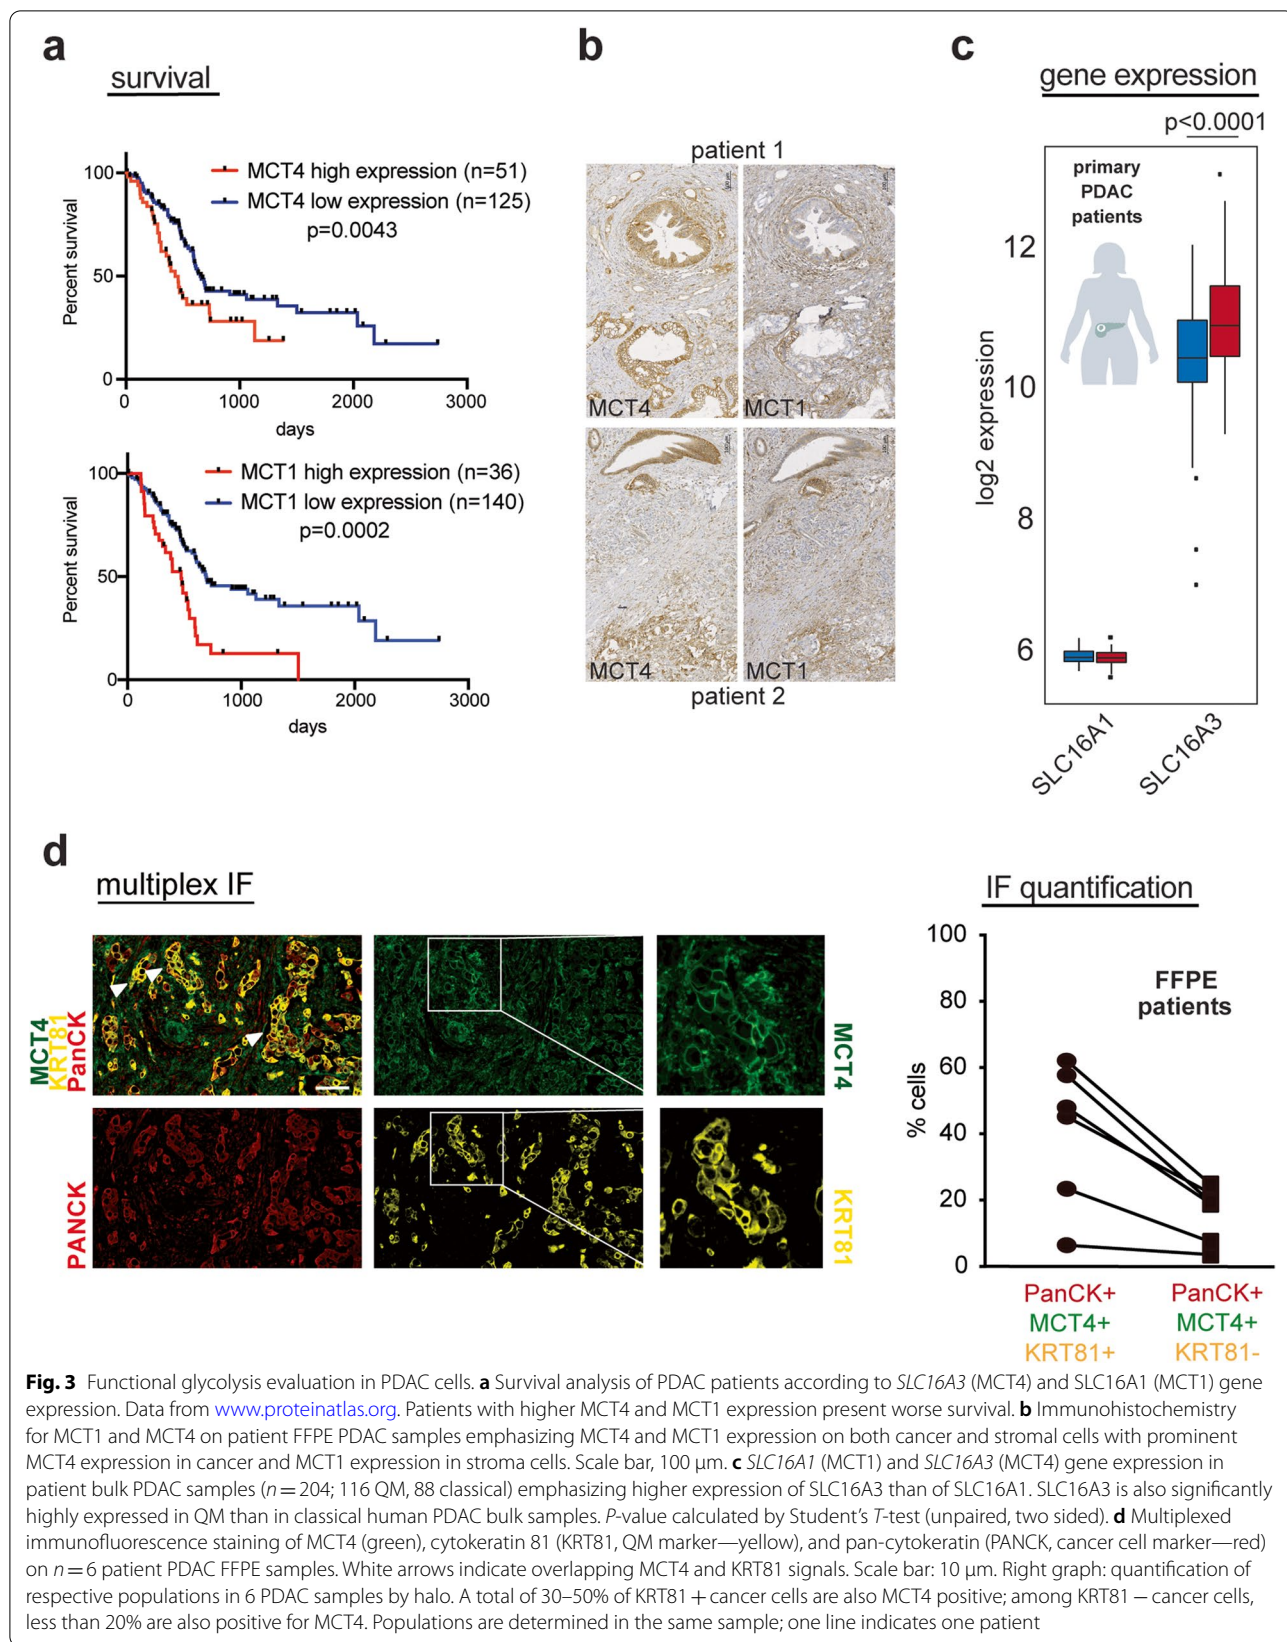 a
survival
100
50
0
Percent survival
MCT4 high expression (n=51)
MCT4 low expression (n=125)
p=0.0043
0 1000 2000 3000
days
100
50
0
Percent survival
MCT1 high expression (n=36)
MCT1 low expression (n=140)
p=0.0002
0 1000 2000 3000
days
b
patient 1
MCT4
MCT1
MCT4
MCT1
patient 2
c
gene expression
p<0.0001
primary
PDAC
patients
12
10
8
6
log2 expression
SLC16A1
SLC16A3
d
multiplex IF
MCT4
KRT81
PanCK
MCT4
PANCK
KRT81
IF quantification
100
80
60
40
20
0
% cells
FFPE
patients
PanCK+ PanCK+
MCT4+ MCT4+
KRT81+ KRT81-
Fig. 3 Functional glycolysis evaluation in PDAC cells. a Survival analysis of PDAC patients according to SLC16A3 (MCT4) and SLC16A1 (MCT1) gene
expression. Data from www.proteinatlas.org. Patients with higher MCT4 and MCT1 expression present worse survival. b Immunohistochemistry
for MCT1 and MCT4 on patient FFPE PDAC samples emphasizing MCT4 and MCT1 expression on both cancer and stromal cells with prominent
MCT4 expression in cancer and MCT1 expression in stroma cells. Scale bar, 100 µm. c SLC16A1 (MCT1) and SLC16A3 (MCT4) gene expression in
patient bulk PDAC samples (n = 204; 116 QM, 88 classical) emphasizing higher expression of SLC16A3 than of SLC16A1. SLC16A3 is also significantly
highly expressed in QM than in classical human PDAC bulk samples. P-value calculated by Student's T-test (unpaired, two sided). d Multiplexed
immunofluorescence staining of MCT4 (green), cytokeratin 81 (KRT81, QM marker—yellow), and pan-cytokeratin (PANCK, cancer cell marker—red)
on n = 6 patient PDAC FFPE samples. White arrows indicate overlapping MCT4 and KRT81 signals. Scale bar: 10 µm. Right graph: quantification of
respective populations in 6 PDAC samples by halo. A total of 30–50% of KRT81 + cancer cells are also MCT4 positive; among KRT81 − cancer cells,
less than 20% are also positive for MCT4. Populations are determined in the same sample; one line indicates one patient